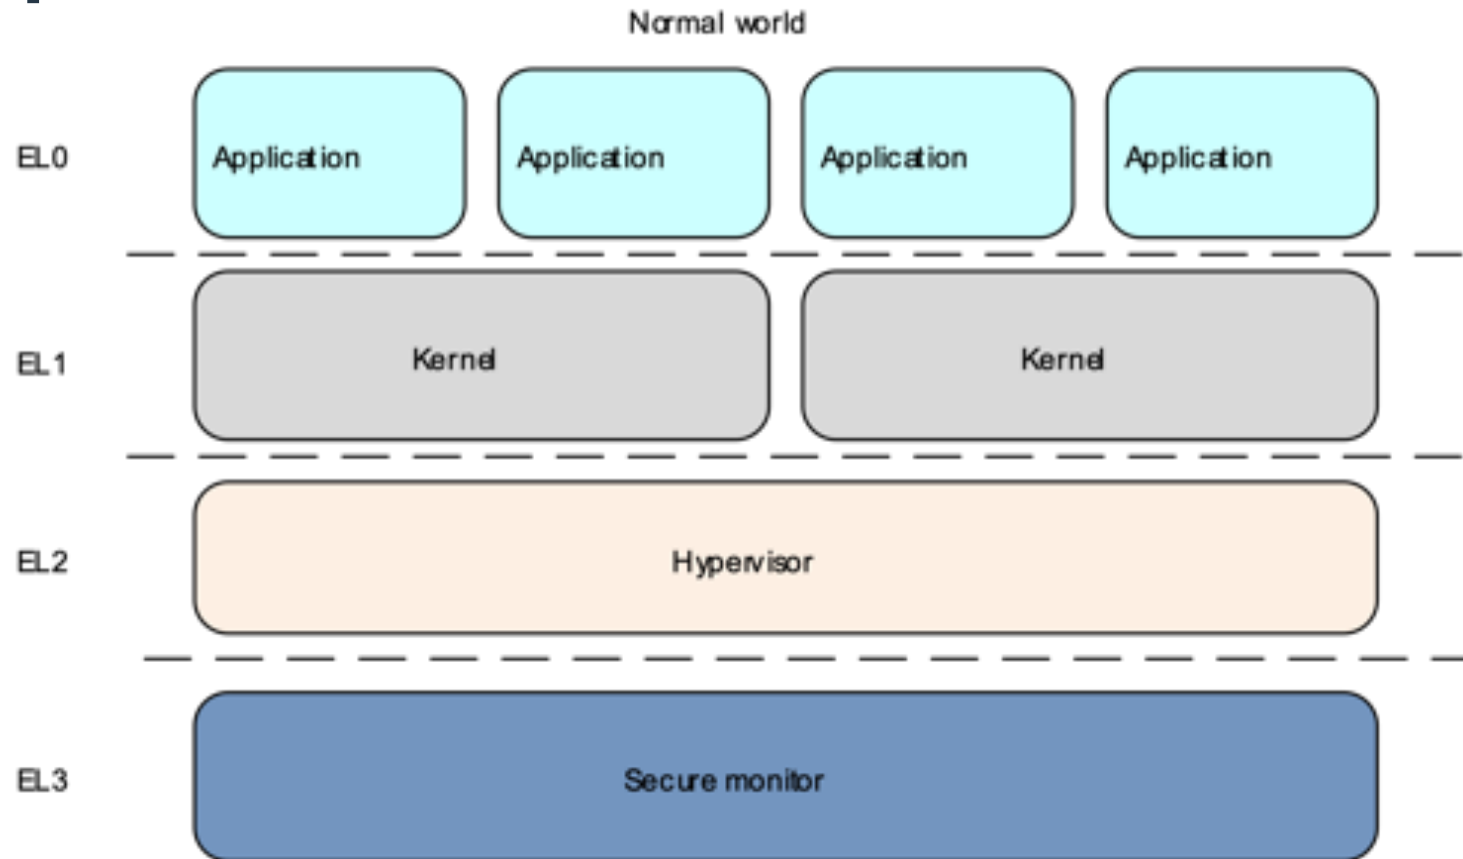 Normal world
EL0
Application
Application
Application
Application
EL1
Kernel
Kernel
EL2
Hypervisor
EL3
Secure monitor